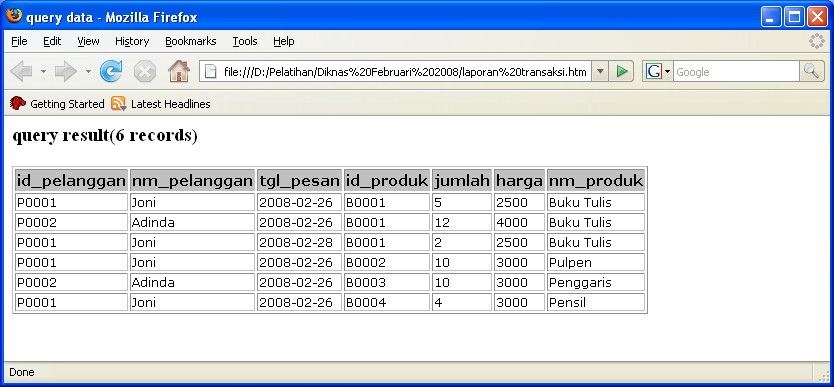 query data - Mozilla Firefox
File Edit View History Bookmarks Tools Help
file:///D:/Pelatihan/Diknas%20Februari%202008/laporan%20transaksi.htm G Google
Getting Started Latest Headlines
query result(6 records)
id_pelanggan nm_pelanggan tgl_pesan id_produk jumlah harga nm_produk
P0001 Joni 2008-02-26 B0001 5 2500 Buku Tulis
P0002 Adinda 2008-02-26 B0001 12 4000 Buku Tulis
P0001 Joni 2008-02-28 B0001 2 2500 Buku Tulis
P0001 Joni 2008-02-26 B0002 10 3000 Pulpen
P0002 Adinda 2008-02-26 B0003 10 3000 Penggaris
P0001 Joni 2008-02-26 B0004 4 3000 Pensil
Done